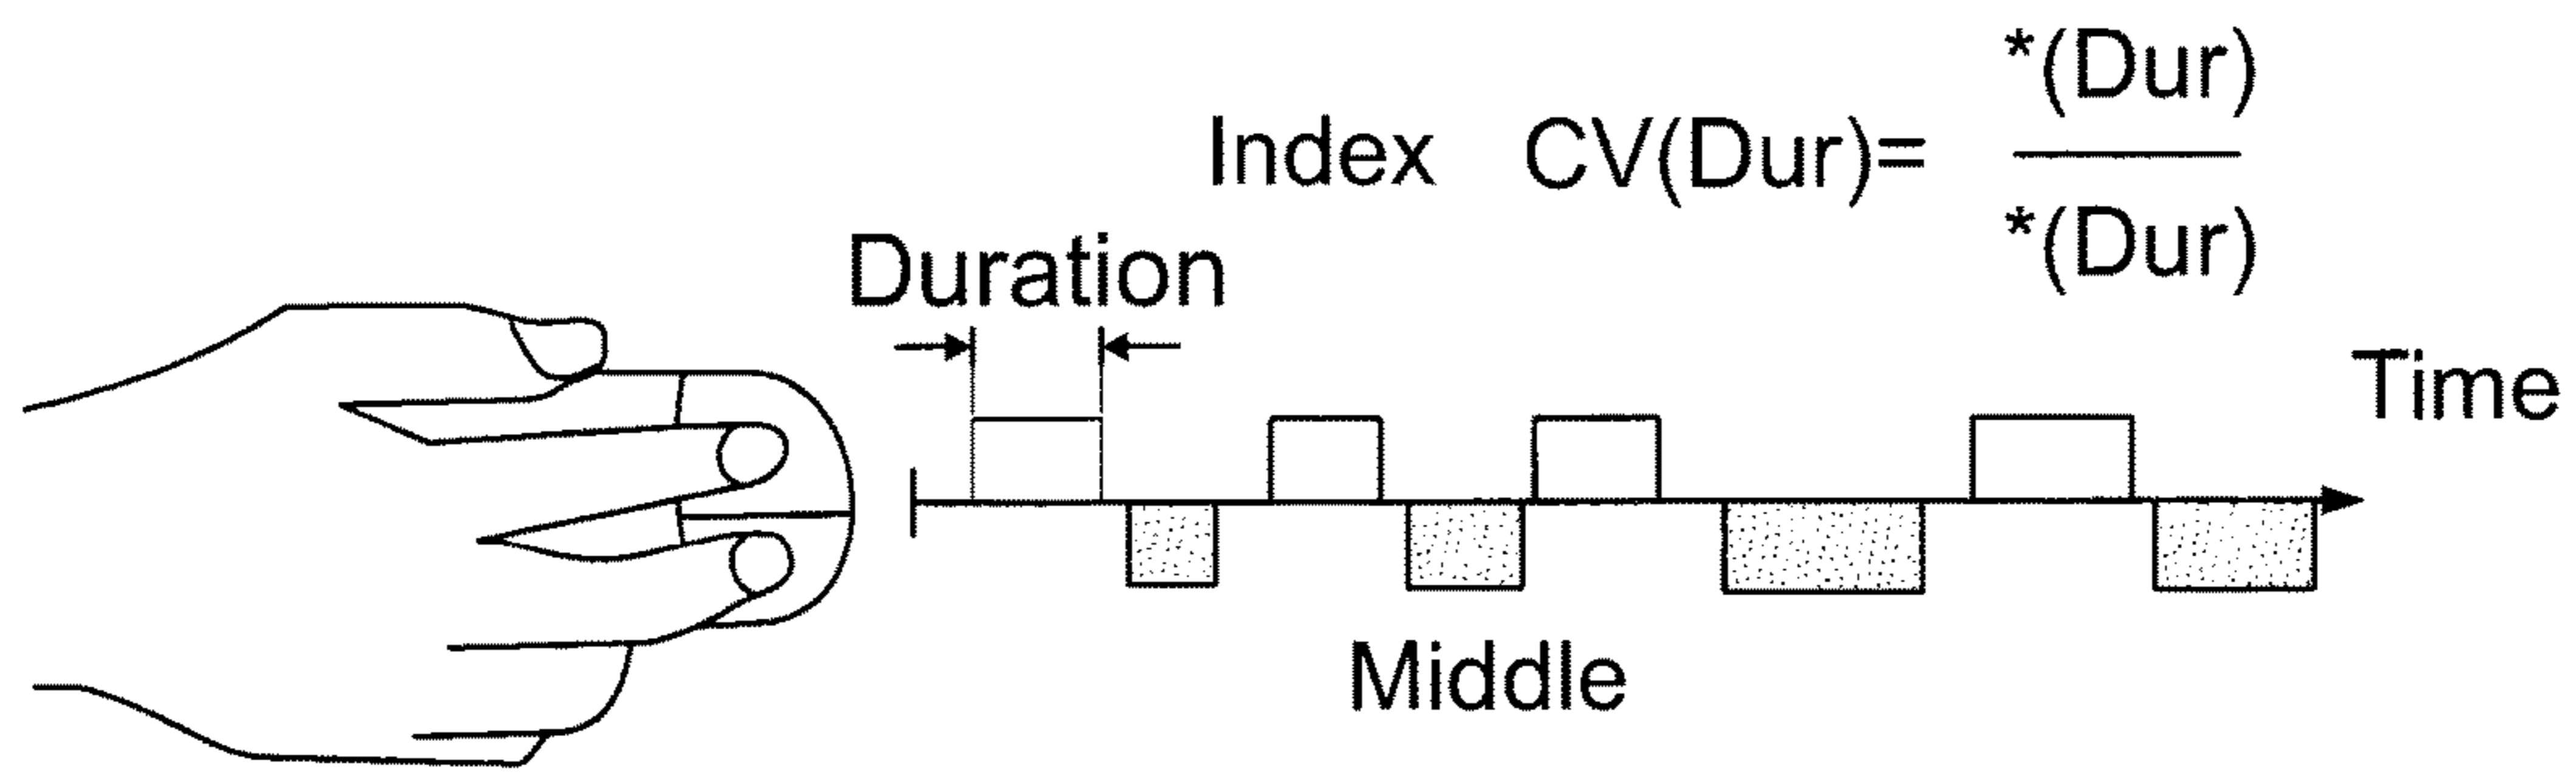 *(Dur)
Index CV(Dur)=
*(Dur)
Duration
Time
Middle